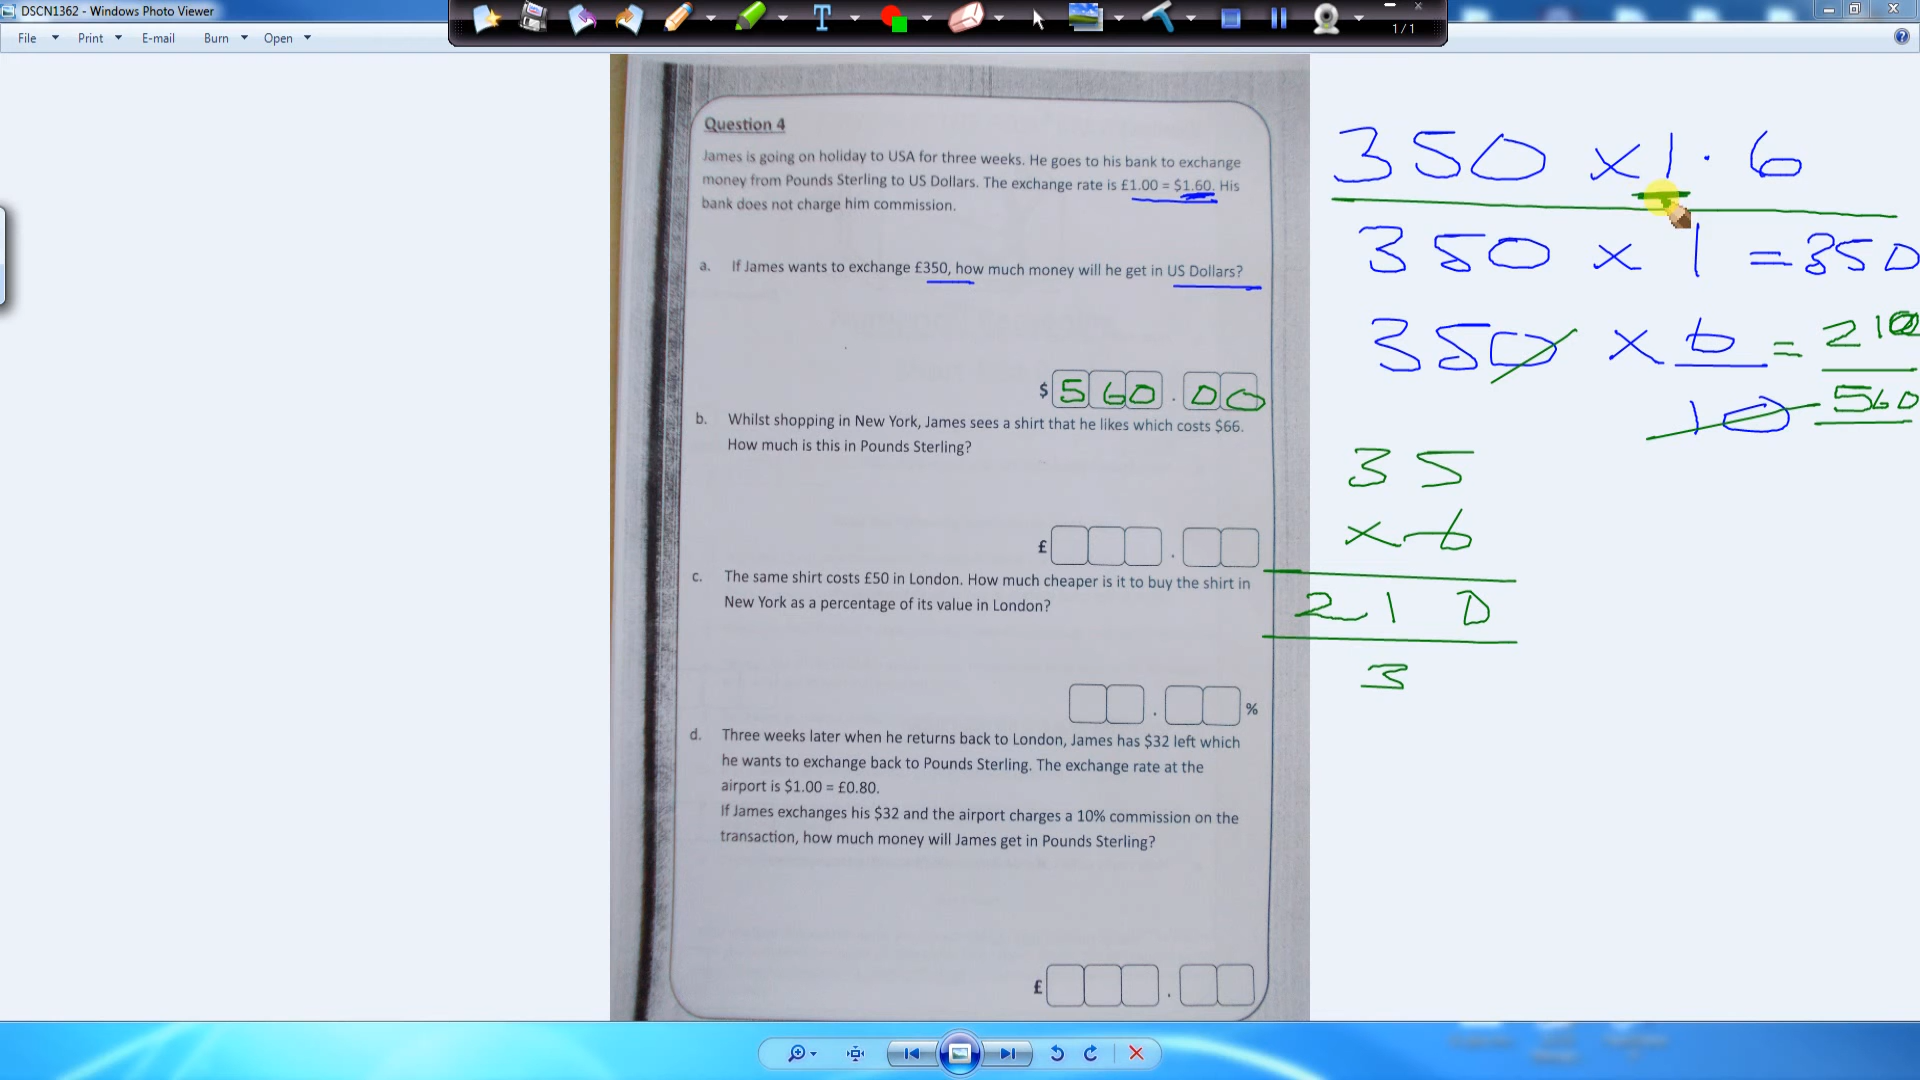 DSCN1362 - Windows Photo Viewer
File Print E-mail Burn Open
T
1/1
Question 4
James is going on holiday to USA for three weeks. He goes to his bank to exchange
money from Pounds Sterling to US Dollars. The exchange rate is £1.00 = $1.60. His
bank does not charge him commission.
a. If James wants to exchange £350, how much money will he get in US Dollars?
$ 560.00
b. Whilst shopping in New York, James sees a shirt that he likes which costs $66.
How much is this in Pounds Sterling?
£ .
c. The same shirt costs £50 in London. How much cheaper is it to buy the shirt in
New York as a percentage of its value in London?
. %
d. Three weeks later when he returns back to London, James has $32 left which
he wants to exchange back to Pounds Sterling. The exchange rate at the
airport is $1.00 = £0.80.
If James exchanges his $32 and the airport charges a 10% commission on the
transaction, how much money will James get in Pounds Sterling?
£ .
350 × 1.6
350 × 1 = 350
350 × 6 = 210
10 560
35
× 6
210
3